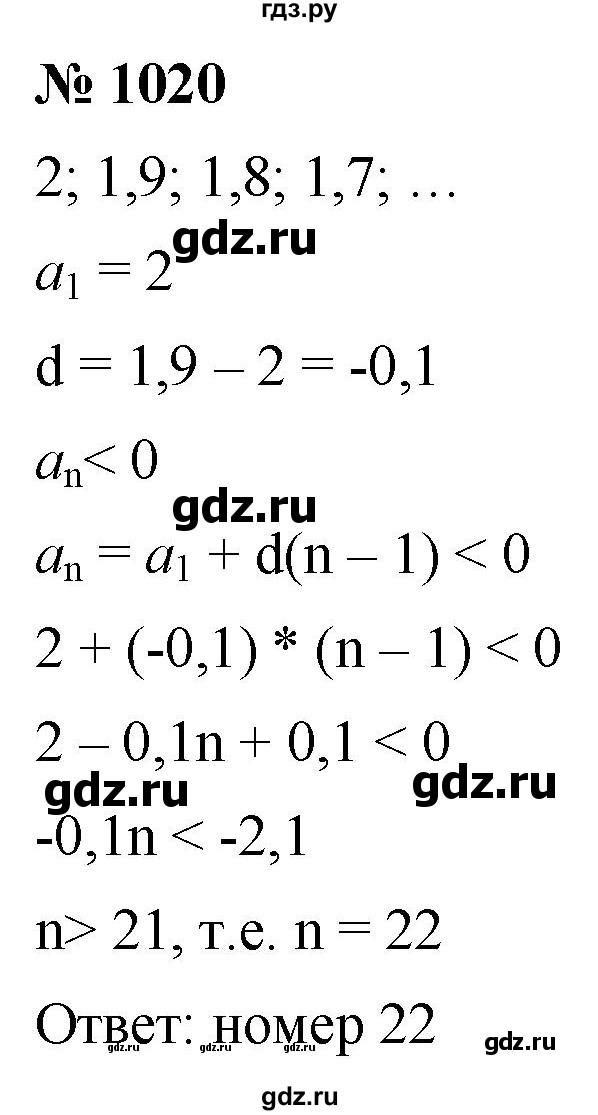 гдз.ру
№ 1020
2; 1,9; 1,8; 1,7; …
gdz.ru
a₁ = 2
d = 1,9 – 2 = -0,1
aₙ< 0
gdz.ru
aₙ = a₁ + d(n – 1) < 0
2 + (-0,1) * (n – 1) < 0
2 – 0,1n + 0,1 < 0
gdz.ru gdz.ru
-0,1n < -2,1
n> 21, т.е. n = 22
Ответ: номер 22
gdz.ru gdz.ru gdz.ru gdz.ru
gdz.ru